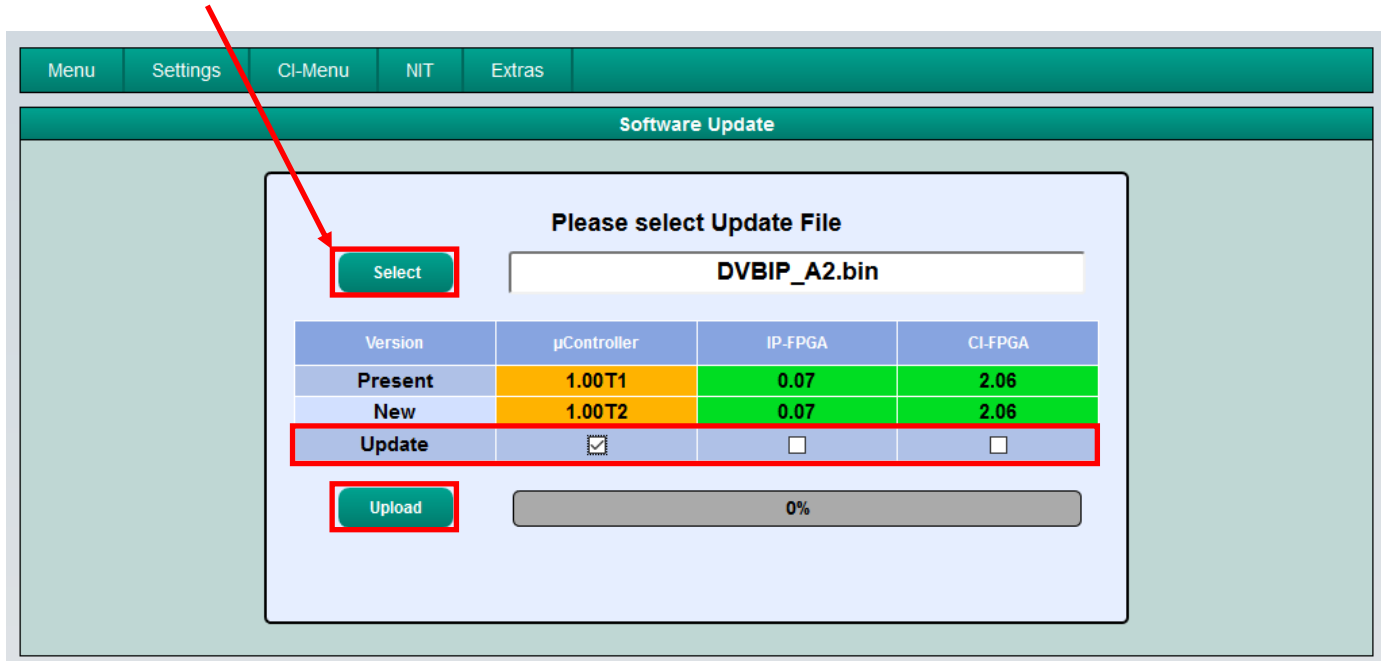 Menu Settings CI-Menu NIT Extras
Software Update
Please select Update File
Select DVBIP_A2.bin
Version µController IP-FPGA CI-FPGA
Present 1.00T1 0.07 2.06
New 1.00T2 0.07 2.06
Update
Upload 0%